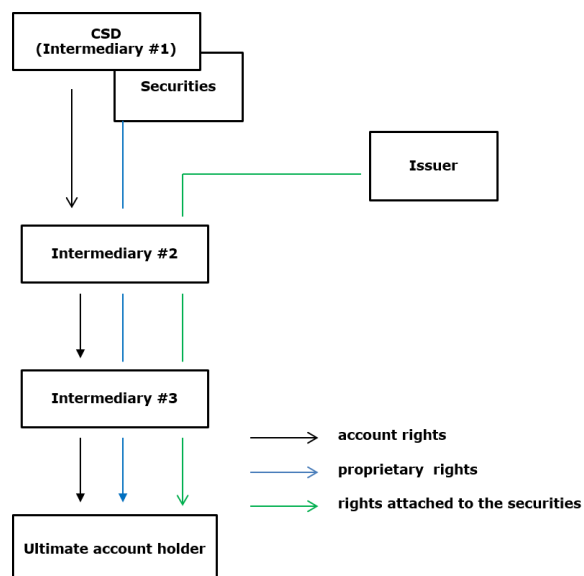 CSD
(Intermediary #1)
Securities
Issuer
Intermediary #2
Intermediary #3
account rights
proprietary rights
rights attached to the securities
Ultimate account holder